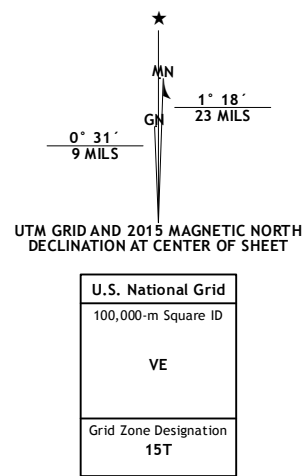 ★
MN
1° 18´
23 MILS
GN
0° 31´
9 MILS
UTM GRID AND 2015 MAGNETIC NORTH
DECLINATION AT CENTER OF SHEET
U.S. National Grid
100,000-m Square ID
VE
Grid Zone Designation
15T